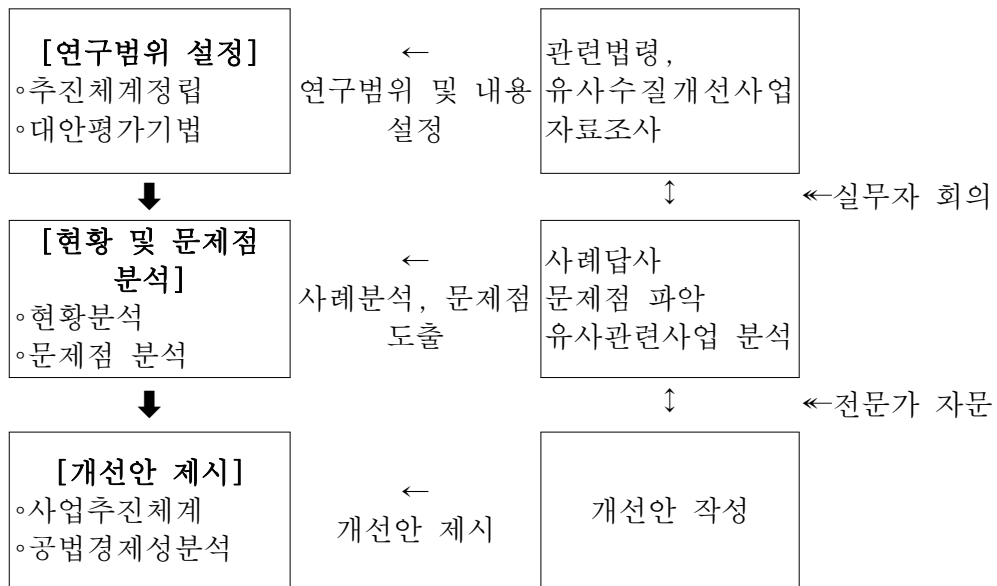 [연구범위 설정]
∘추진체계정립
∘대안평가기법
←
연구범위 및 내용
설정
관련법령,
유사수질개선사업
자료조사
🡇
↕
↞실무자 회의
[현황 및 문제점
분석]
∘현황분석
∘문제점 분석
←
사례분석, 문제점
도출
사례답사
문제점 파악
유사관련사업 분석
🡇
↕
↞전문가 자문
[개선안 제시]
∘사업추진체계
∘공법경제성분석
←
개선안 제시
개선안 작성